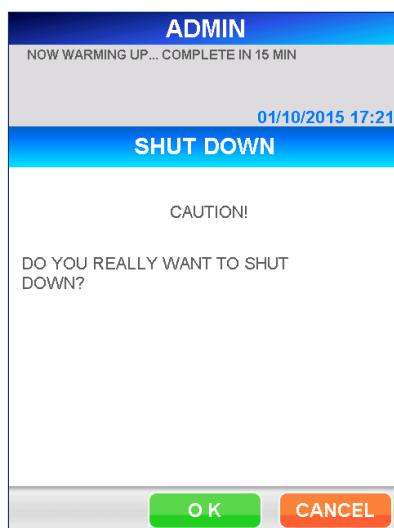 ADMIN
NOW WARMING UP... COMPLETE IN 15 MIN
01/10/2015 17:21
SHUT DOWN
CAUTION!
DO YOU REALLY WANT TO SHUT
DOWN?
O K CANCEL